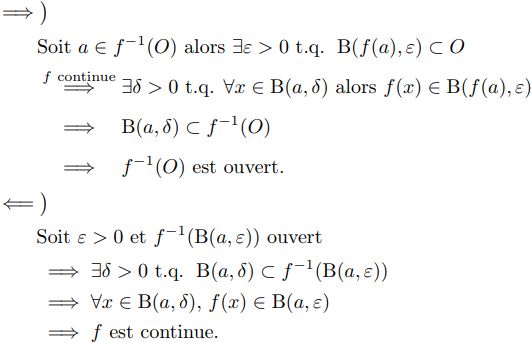 ⟹ )
Soit a ∈ f⁻¹(O) alors ∃ε > 0 t.q. B(f(a), ε) ⊂ O
f continue ⟹ ∃δ > 0 t.q. ∀x ∈ B(a, δ) alors f(x) ∈ B(f(a), ε)
⟹ B(a, δ) ⊂ f⁻¹(O)
⟹ f⁻¹(O) est ouvert.
⟸ )
Soit ε > 0 et f⁻¹(B(a, ε)) ouvert
⟹ ∃δ > 0 t.q. B(a, δ) ⊂ f⁻¹(B(a, ε))
⟹ ∀x ∈ B(a, δ), f(x) ∈ B(a, ε)
⟹ f est continue.